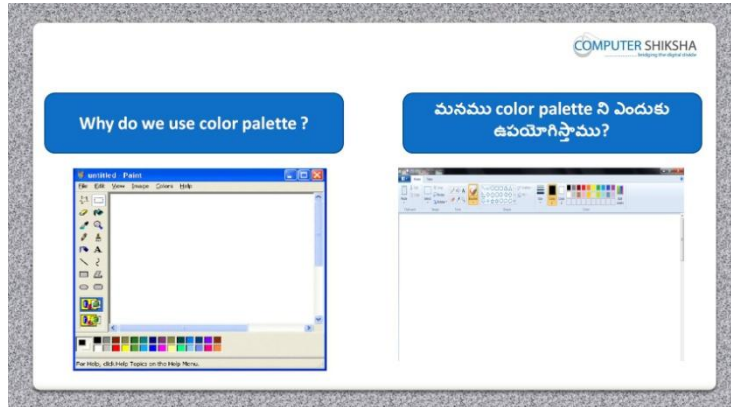 COMPUTER SHIKSHA
bridging the digital divide
Why do we use color palette ?
మనము color palette ని ఎందుకు
ఉపయోగిస్తాము?
untitled - Paint
File Edit View Image Colors Help
A
For Help, click Help Topics on the Help Menu.